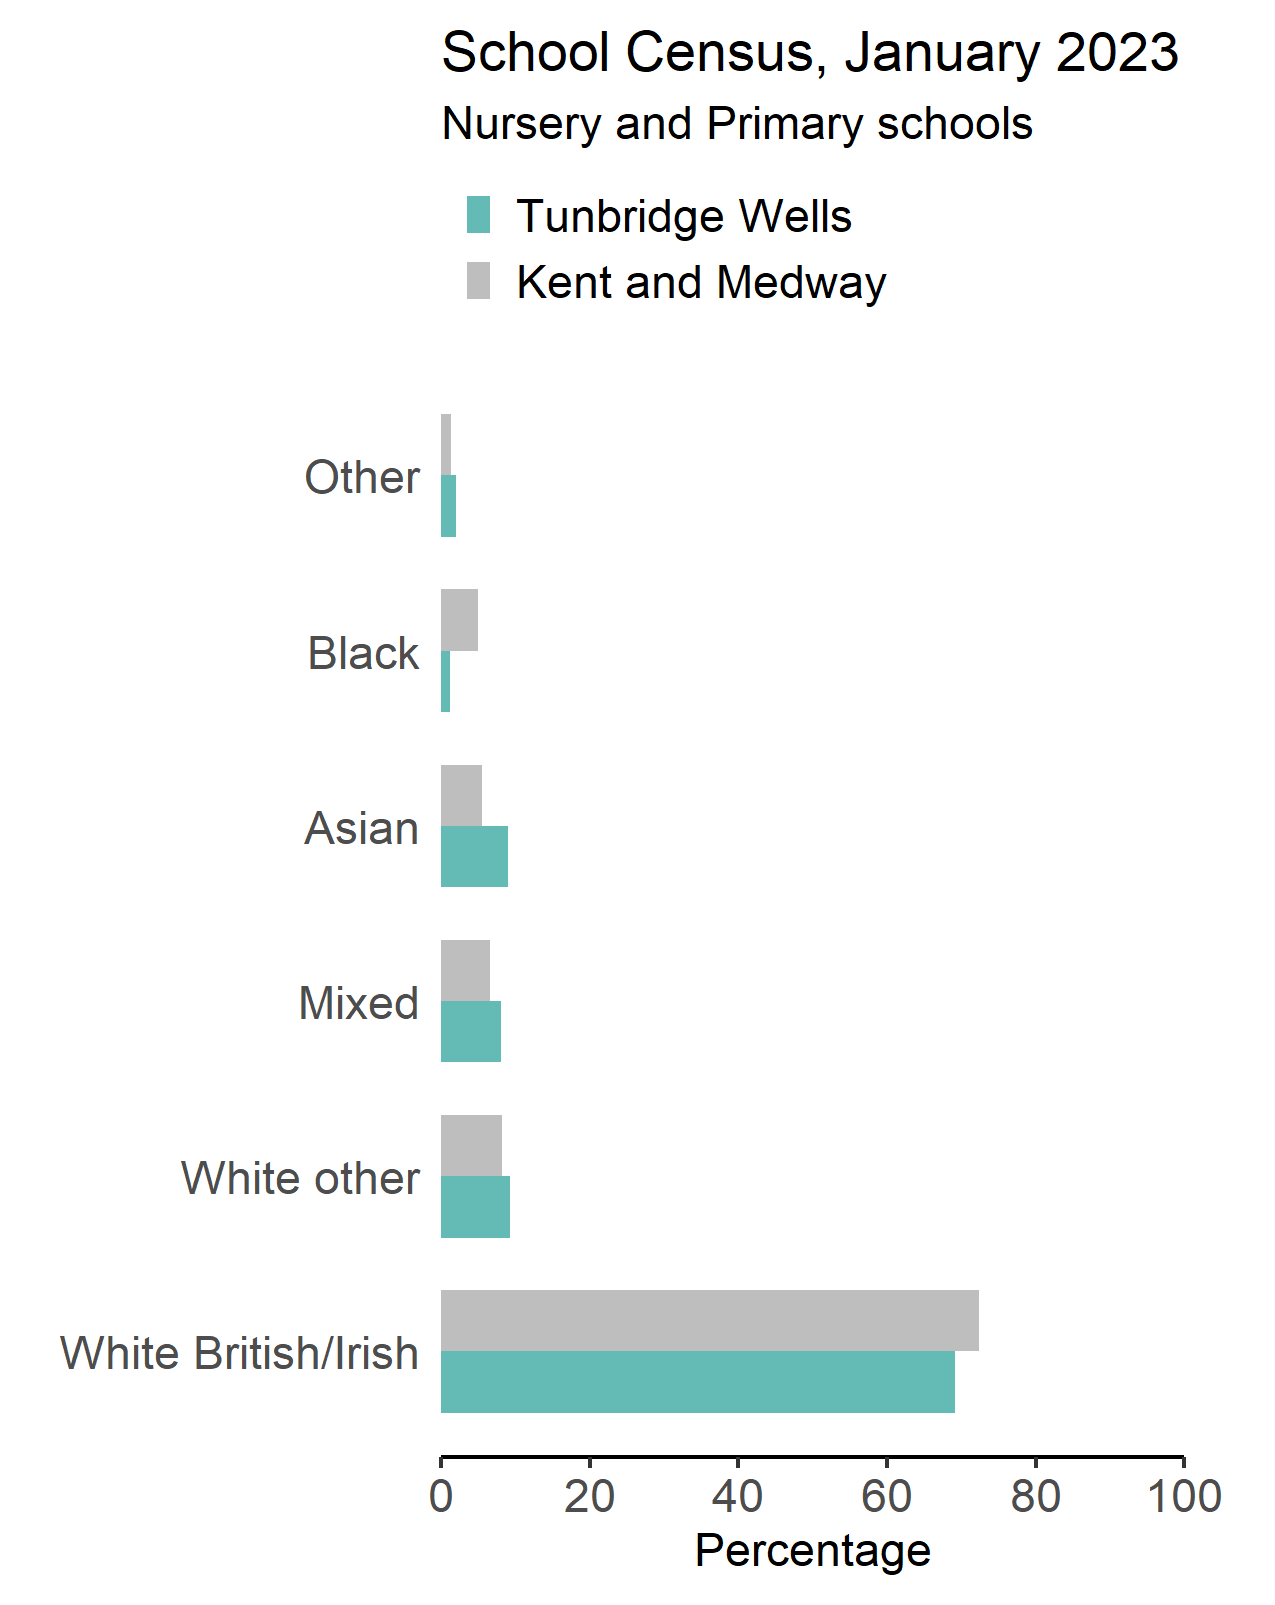 School Census, January 2023
Nursery and Primary schools
Tunbridge Wells
Kent and Medway
Other
Black
Asian
Mixed
White other
White British/Irish
0 20 40 60 80 100
Percentage